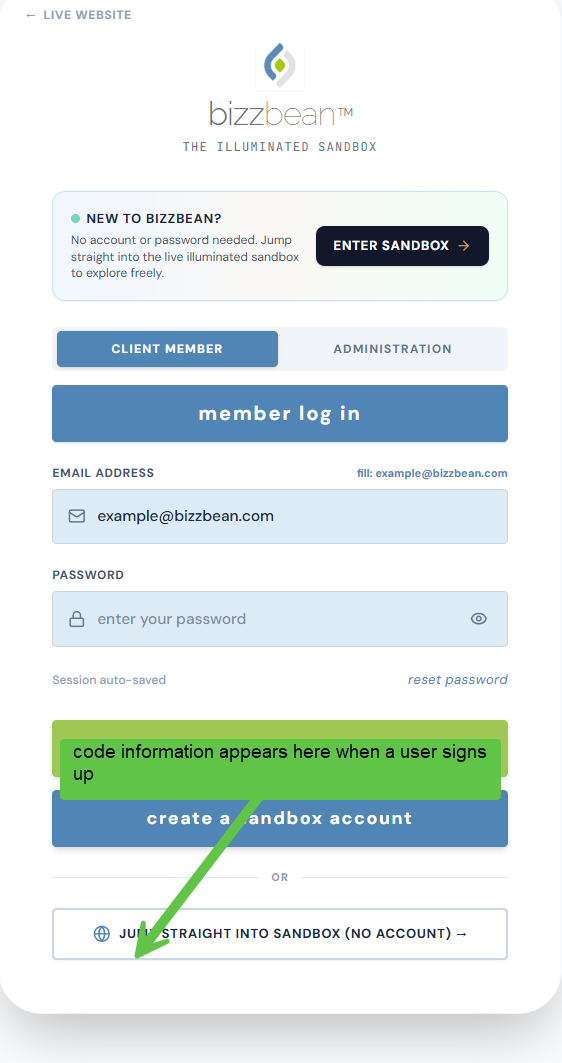 ← LIVE WEBSITE
bizzbean™
THE ILLUMINATED SANDBOX
NEW TO BIZZBEAN?
No account or password needed. Jump
straight into the live illuminated sandbox
to explore freely.
ENTER SANDBOX →
CLIENT MEMBER
ADMINISTRATION
member log in
EMAIL ADDRESS
fill: example@bizzbean.com
example@bizzbean.com
PASSWORD
enter your password
Session auto-saved
reset password
code information appears here when a user signs
up
create a sandbox account
OR
JUMP STRAIGHT INTO SANDBOX (NO ACCOUNT) →